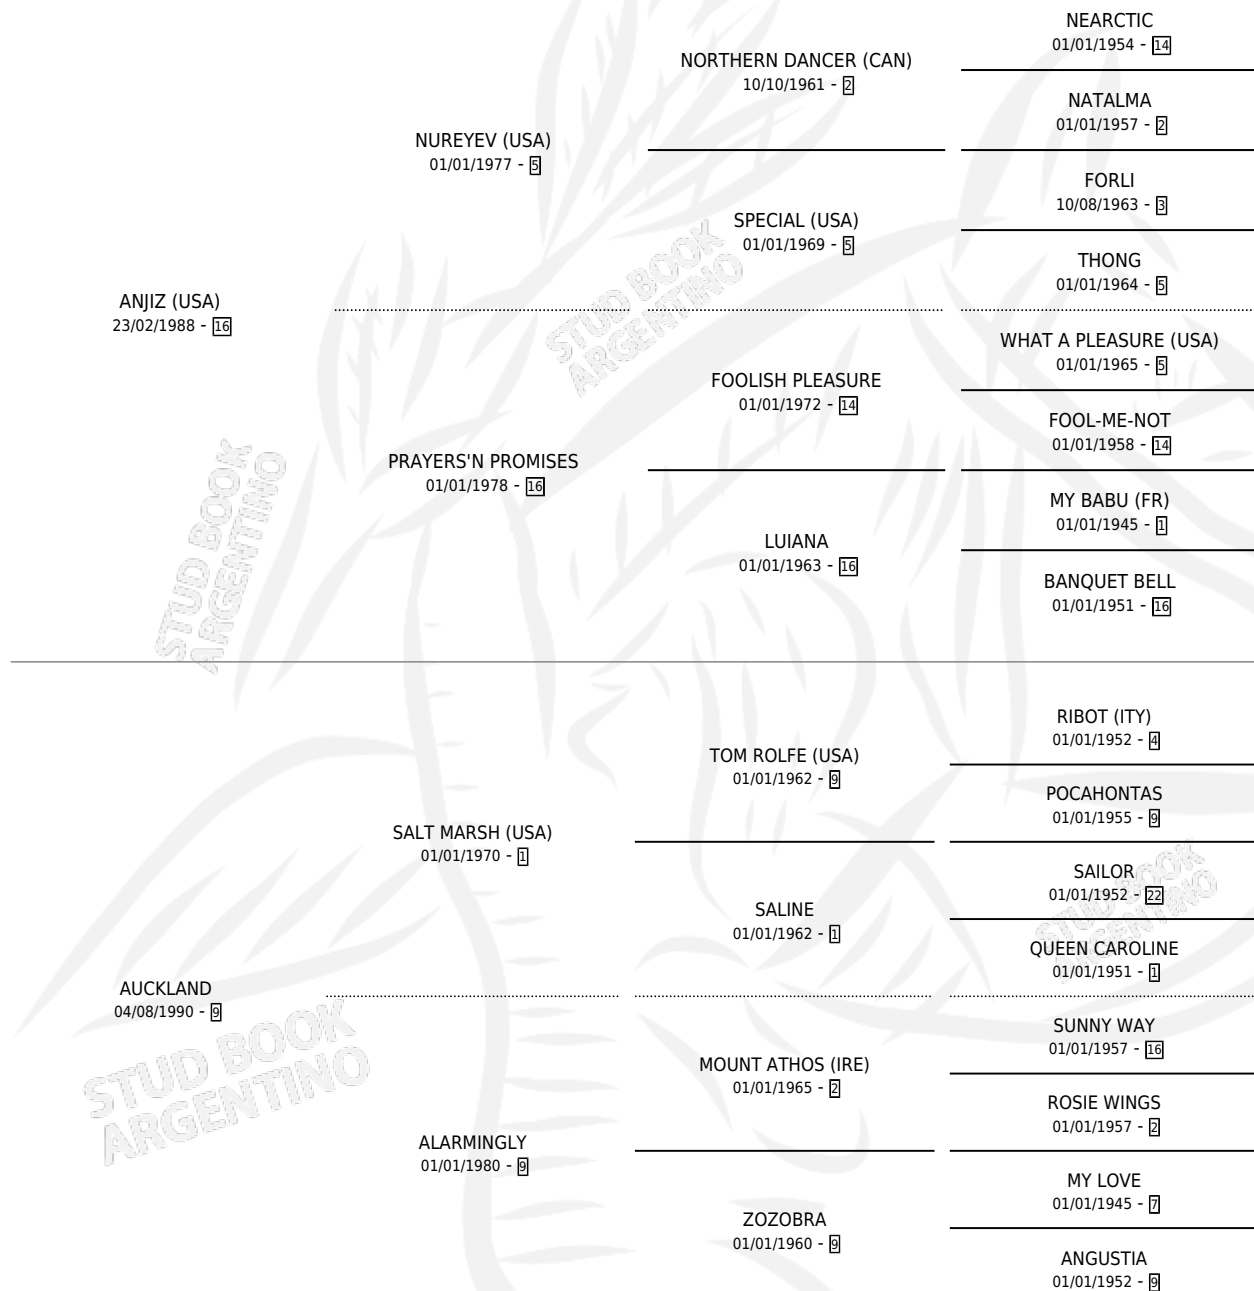 NEARCTIC
01/01/1954 - 14
NORTHERN DANCER (CAN)
10/10/1961 - 2
NATALMA
01/01/1957 - 2
NUREYEV (USA)
01/01/1977 - 5
FORLI
10/08/1963 - 3
SPECIAL (USA)
01/01/1969 - 5
THONG
01/01/1964 - 5
ANJIZ (USA)
23/02/1988 - 16
WHAT A PLEASURE (USA)
01/01/1965 - 5
FOOLISH PLEASURE
01/01/1972 - 14
FOOL-ME-NOT
01/01/1958 - 14
PRAYERS'N PROMISES
01/01/1978 - 16
MY BABU (FR)
01/01/1945 - 1
LUIANA
01/01/1963 - 16
BANQUET BELL
01/01/1951 - 16
RIBOT (ITY)
01/01/1952 - 4
TOM ROLFE (USA)
01/01/1962 - 9
POCAHONTAS
01/01/1955 - 9
SALT MARSH (USA)
01/01/1970 - 1
SAILOR
01/01/1952 - 22
SALINE
01/01/1962 - 1
QUEEN CAROLINE
01/01/1951 - 1
AUCKLAND
04/08/1990 - 9
SUNNY WAY
01/01/1957 - 16
MOUNT ATHOS (IRE)
01/01/1965 - 2
ROSIE WINGS
01/01/1957 - 2
ALARMINGLY
01/01/1980 - 9
MY LOVE
01/01/1945 - 7
ZOZOBRA
01/01/1960 - 9
ANGUSTIA
01/01/1952 - 9
STUD BOOK
ARGENTINO
STUD BOOK
ARGENTINO
STUD BOOK
ARGENTINO
STUD BOOK
ARGENTINO